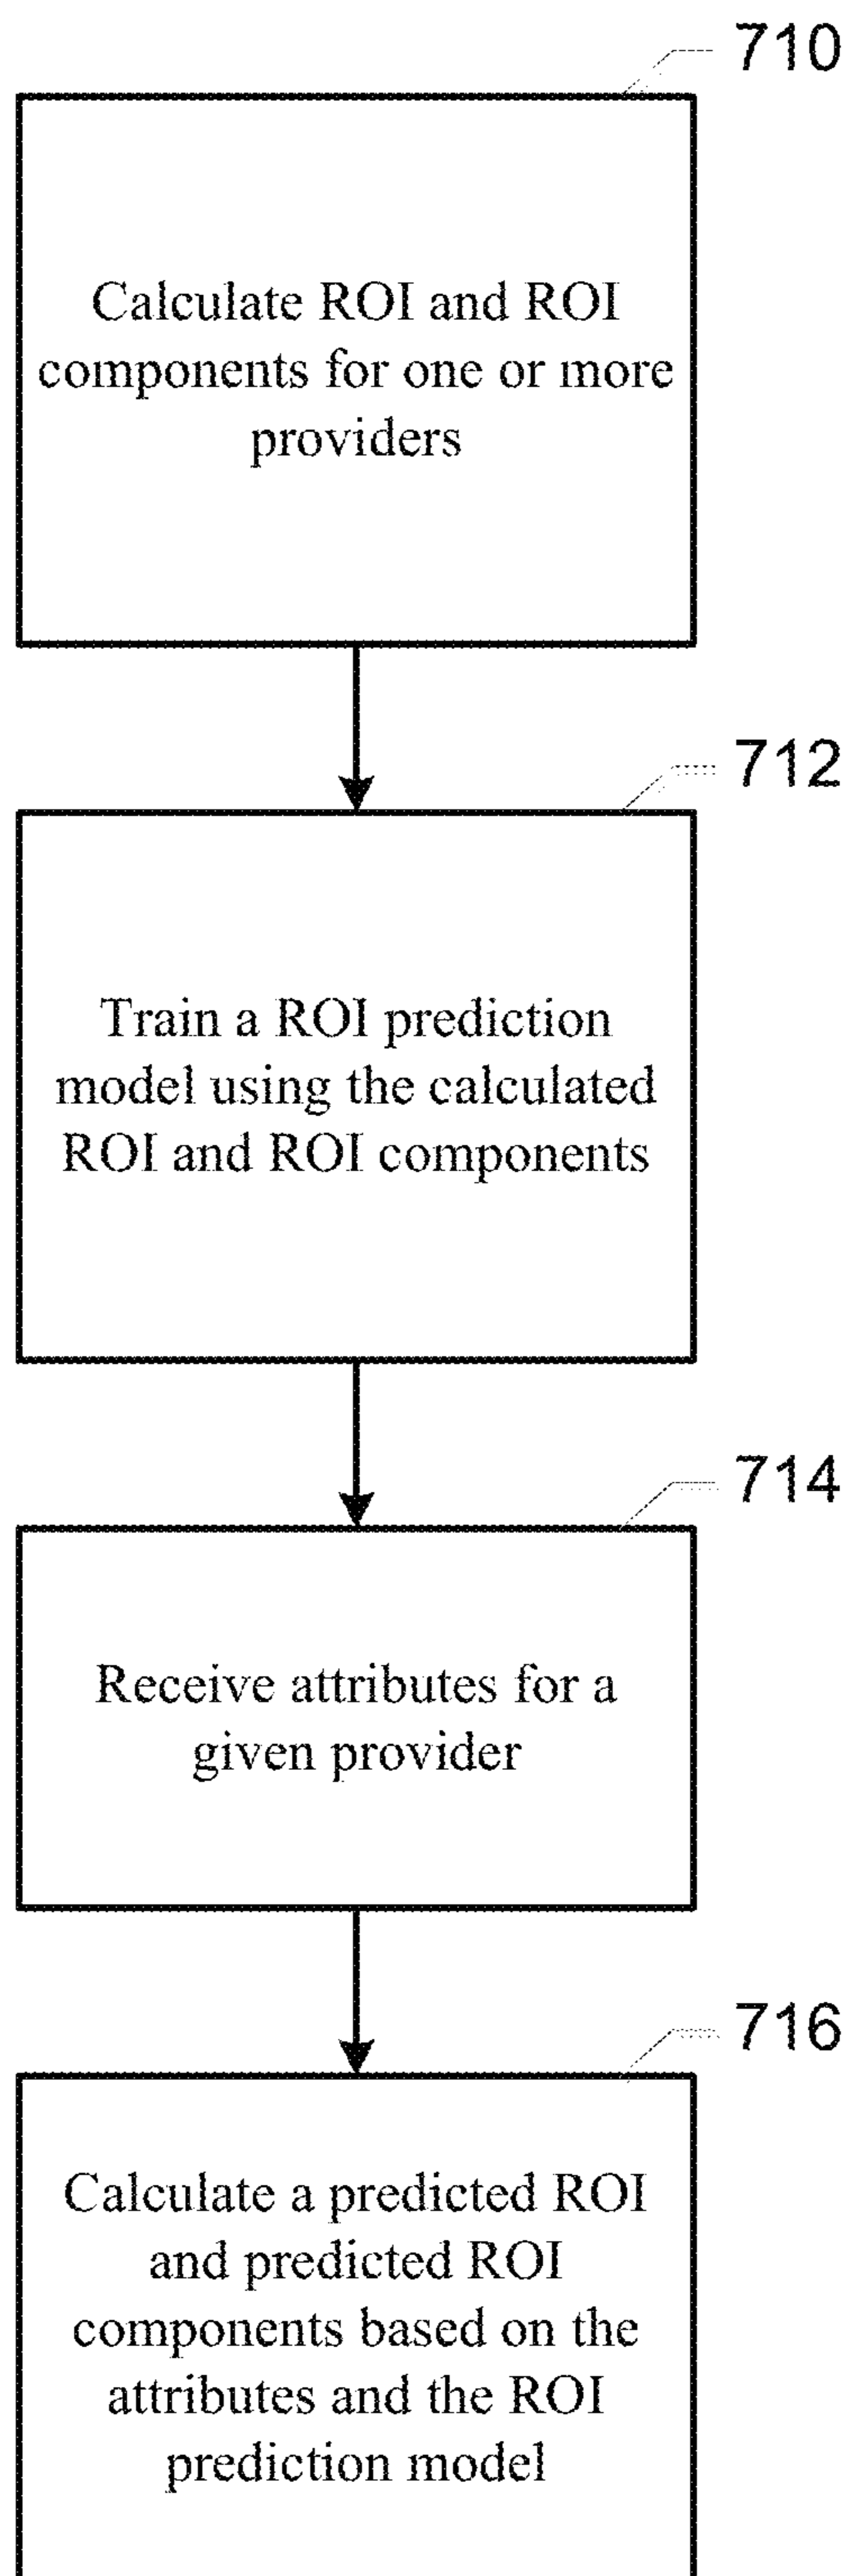 710
Calculate ROI and ROI
components for one or more
providers
712
Train a ROI prediction
model using the calculated
ROI and ROI components
714
Receive attributes for a
given provider
716
Calculate a predicted ROI
and predicted ROI
components based on the
attributes and the ROI
prediction model